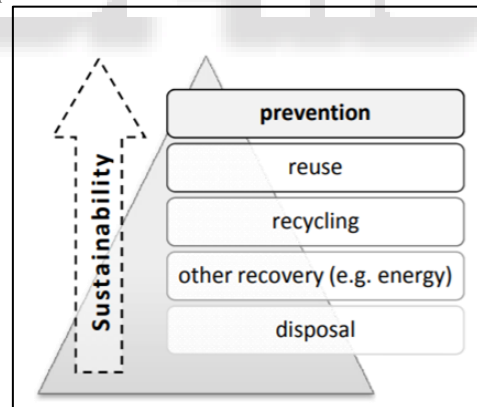 prevention
reuse
recycling
other recovery (e.g. energy)
disposal
Sustainability